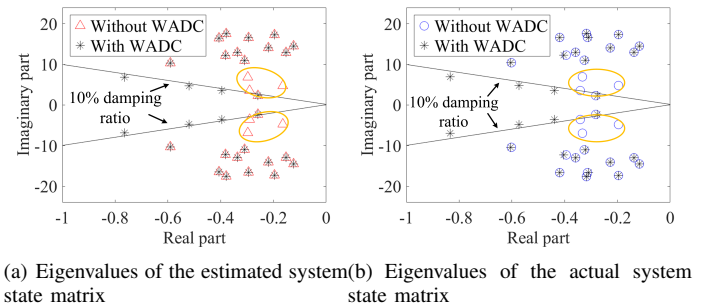 Without WADC
With WADC
10% damping
ratio
Imaginary part
20
10
0
-10
-20
-1
-0.8
-0.6
-0.4
-0.2
0
Real part
Without WADC
With WADC
10% damping
ratio
Imaginary part
20
10
0
-10
-20
-1
-0.8
-0.6
-0.4
-0.2
0
Real part
(a) Eigenvalues of the estimated system
state matrix
(b) Eigenvalues of the actual system
state matrix